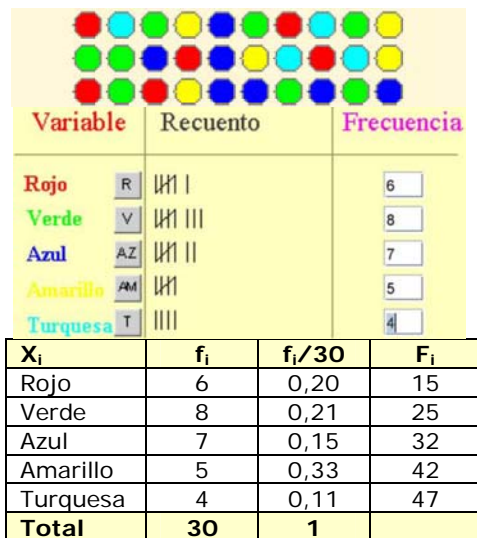 Variable Recuento Frecuencia
Rojo R 6
Verde V 8
Azul AZ 7
Amarillo AM 5
Turquesa T 4
Xi fi fi/30 Fi
Rojo 6 0,20 15
Verde 8 0,21 25
Azul 7 0,15 32
Amarillo 5 0,33 42
Turquesa 4 0,11 47
Total 30 1